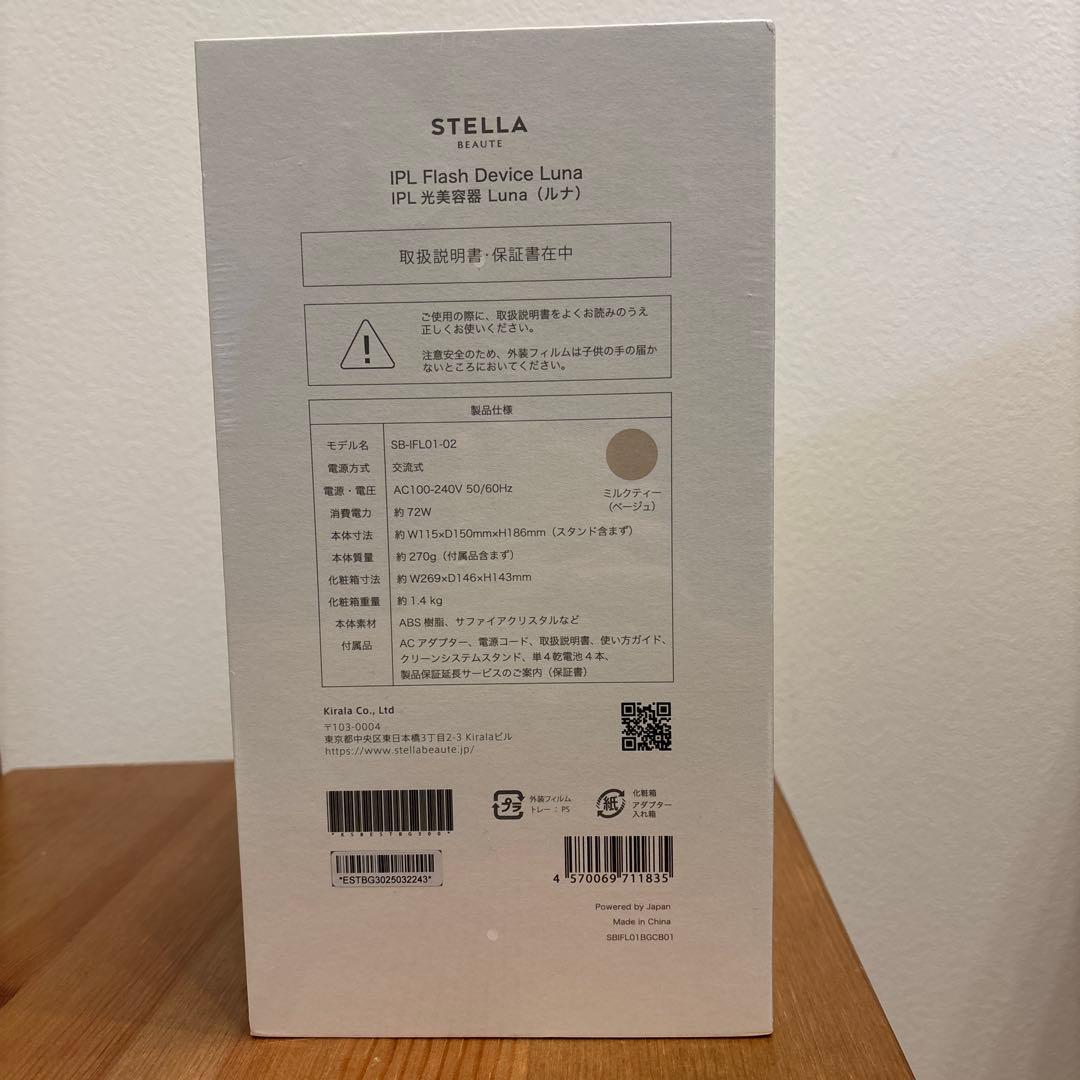 STELLA
BEAUTE
IPL Flash Device Luna
IPL 光美容器 Luna（ルナ）
取扱説明書・保証書在中
ご使用の際に、取扱説明書をよくお読みのうえ
正しくお使いください。
注意安全のため、外装フィルムは子供の手の届か
ないところにおいてください。
製品仕様
モデル名 SB-IFL01-02
電源方式 交流式
電源・電圧 AC100-240V 50/60Hz
消費電力 約 72W
ミルクティー
（ベージュ）
本体寸法 約 W115×D150mm×H186mm（スタンド含まず）
本体質量 約 270g（付属品含まず）
化粧箱寸法 約 W269×D146×H143mm
化粧箱重量 約 1.4 kg
本体素材 ABS 樹脂、サファイアクリスタルなど
付属品 AC アダプター、電源コード、取扱説明書、使い方ガイド、
クリーンシステムスタンド、単４乾電池４本、
製品保証延長サービスのご案内（保証書）
Kirala Co., Ltd
〒103-0004
東京都中央区東日本橋3丁目2-3 Kiralaビル
https://www.stellabeaute.jp/
*KSBESTBG300*
*ESTBG3025032243*
プラ
外装フィルム
トレー：PS
紙
化粧箱
アダプター
入れ箱
4 570069 711835
Powered by Japan
Made in China
SBIFL01BGCB01